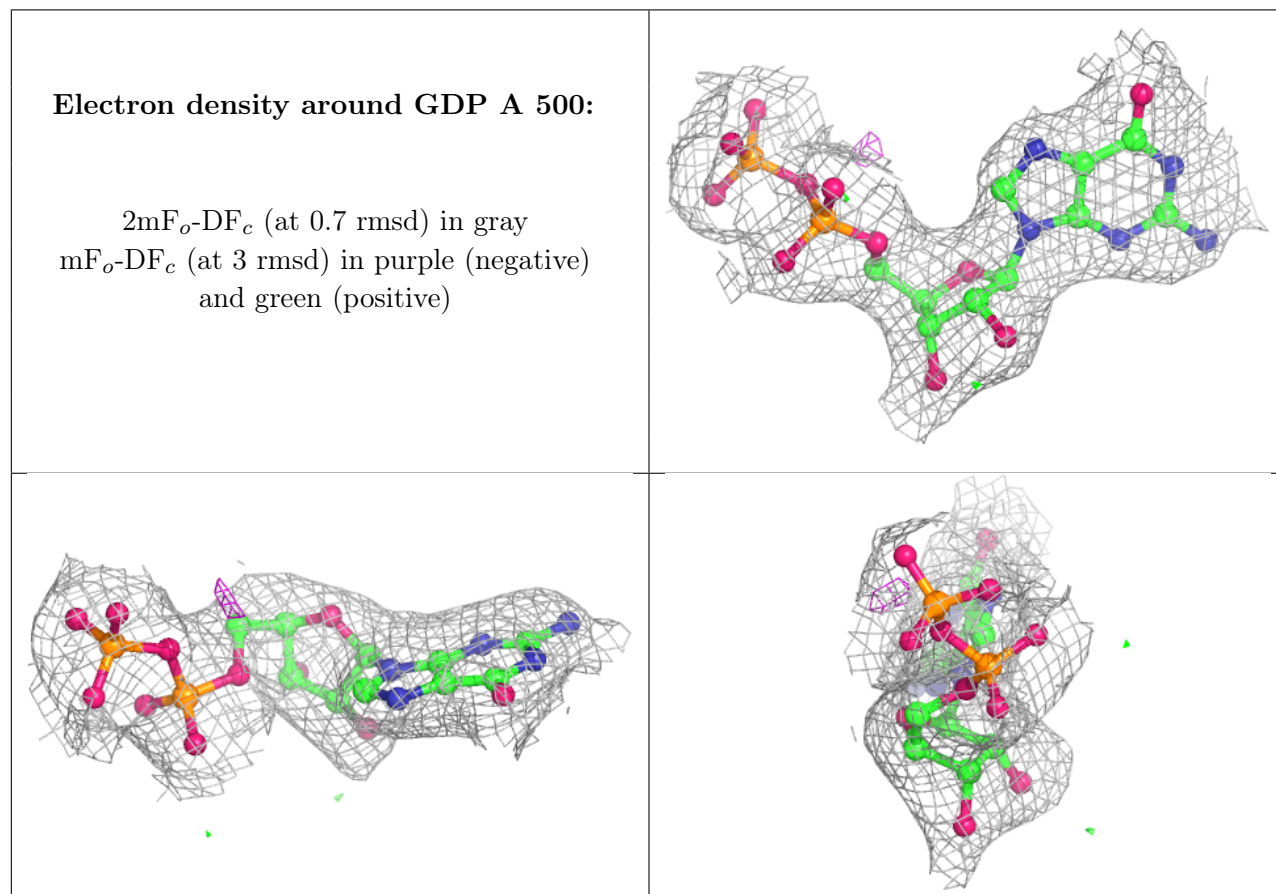 Electron density around GDP A 500:
2mFo-DFc (at 0.7 rmsd) in gray
mFo-DFc (at 3 rmsd) in purple (negative)
and green (positive)